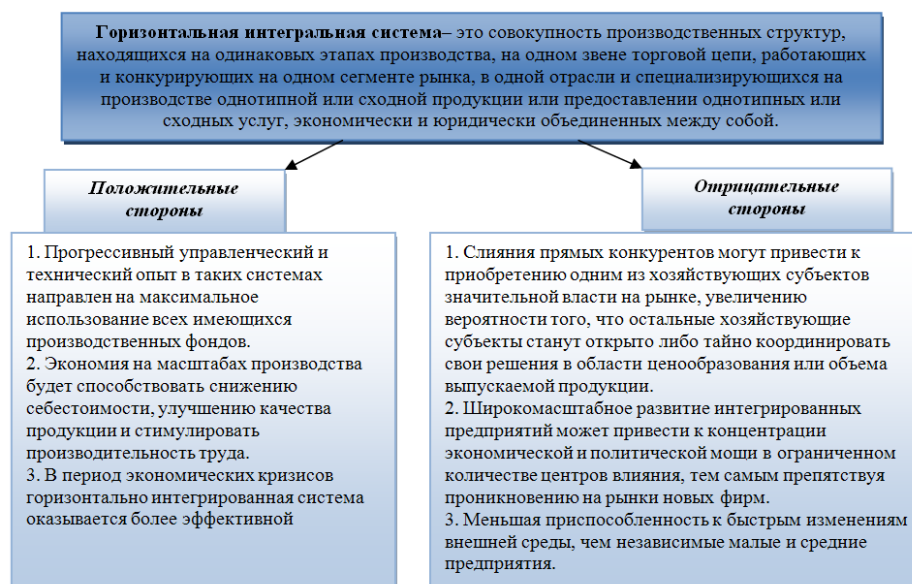 Горизонтальная интегральная система– это совокупность производственных структур,
находящихся на одинаковых этапах производства, на одном звене торговой цепи, работающих
и конкурирующих на одном сегменте рынка, в одной отрасли и специализирующихся на
производстве однотипной или сходной продукции или предоставлении однотипных или
сходных услуг, экономически и юридически объединенных между собой.
Положительные
стороны
1. Прогрессивный управленческий и
технический опыт в таких системах
направлен на максимальное
использование всех имеющихся
производственных фондов.
2. Экономия на масштабах производства
будет способствовать снижению
себестоимости, улучшению качества
продукции и стимулировать
производительность труда.
3. В период экономических кризисов
горизонтально интегрированная система
оказывается более эффективной
Отрицательные
стороны
1. Слияния прямых конкурентов могут привести к
приобретению одним из хозяйствующих субъектов
значительной власти на рынке, увеличению
вероятности того, что остальные хозяйствующие
субъекты станут открыто либо тайно координировать
свои решения в области ценообразования или объема
выпускаемой продукции.
2. Широкомасштабное развитие интегрированных
предприятий может привести к концентрации
экономической и политической мощи в ограниченном
количестве центров влияния, тем самым препятствуя
проникновению на рынки новых фирм.
3. Меньшая приспособленность к быстрым изменениям
внешней среды, чем независимые малые и средние
предприятия.